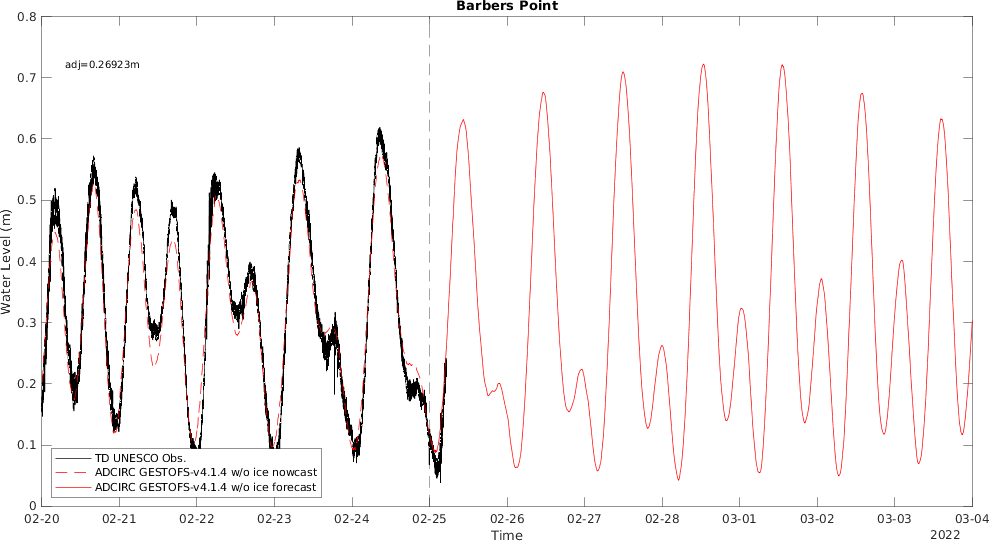 Barbers Point
adj=0.26923m
Water Level (m)
0.8
0.7
0.6
0.5
0.4
0.3
0.2
0.1
0
TD UNESCO Obs.
ADCIRC GESTOFS-v4.1.4 w/o ice nowcast
ADCIRC GESTOFS-v4.1.4 w/o ice forecast
02-20 02-21 02-22 02-23 02-24 02-25 02-26 02-27 02-28 03-01 03-02 03-03 03-04
Time
2022